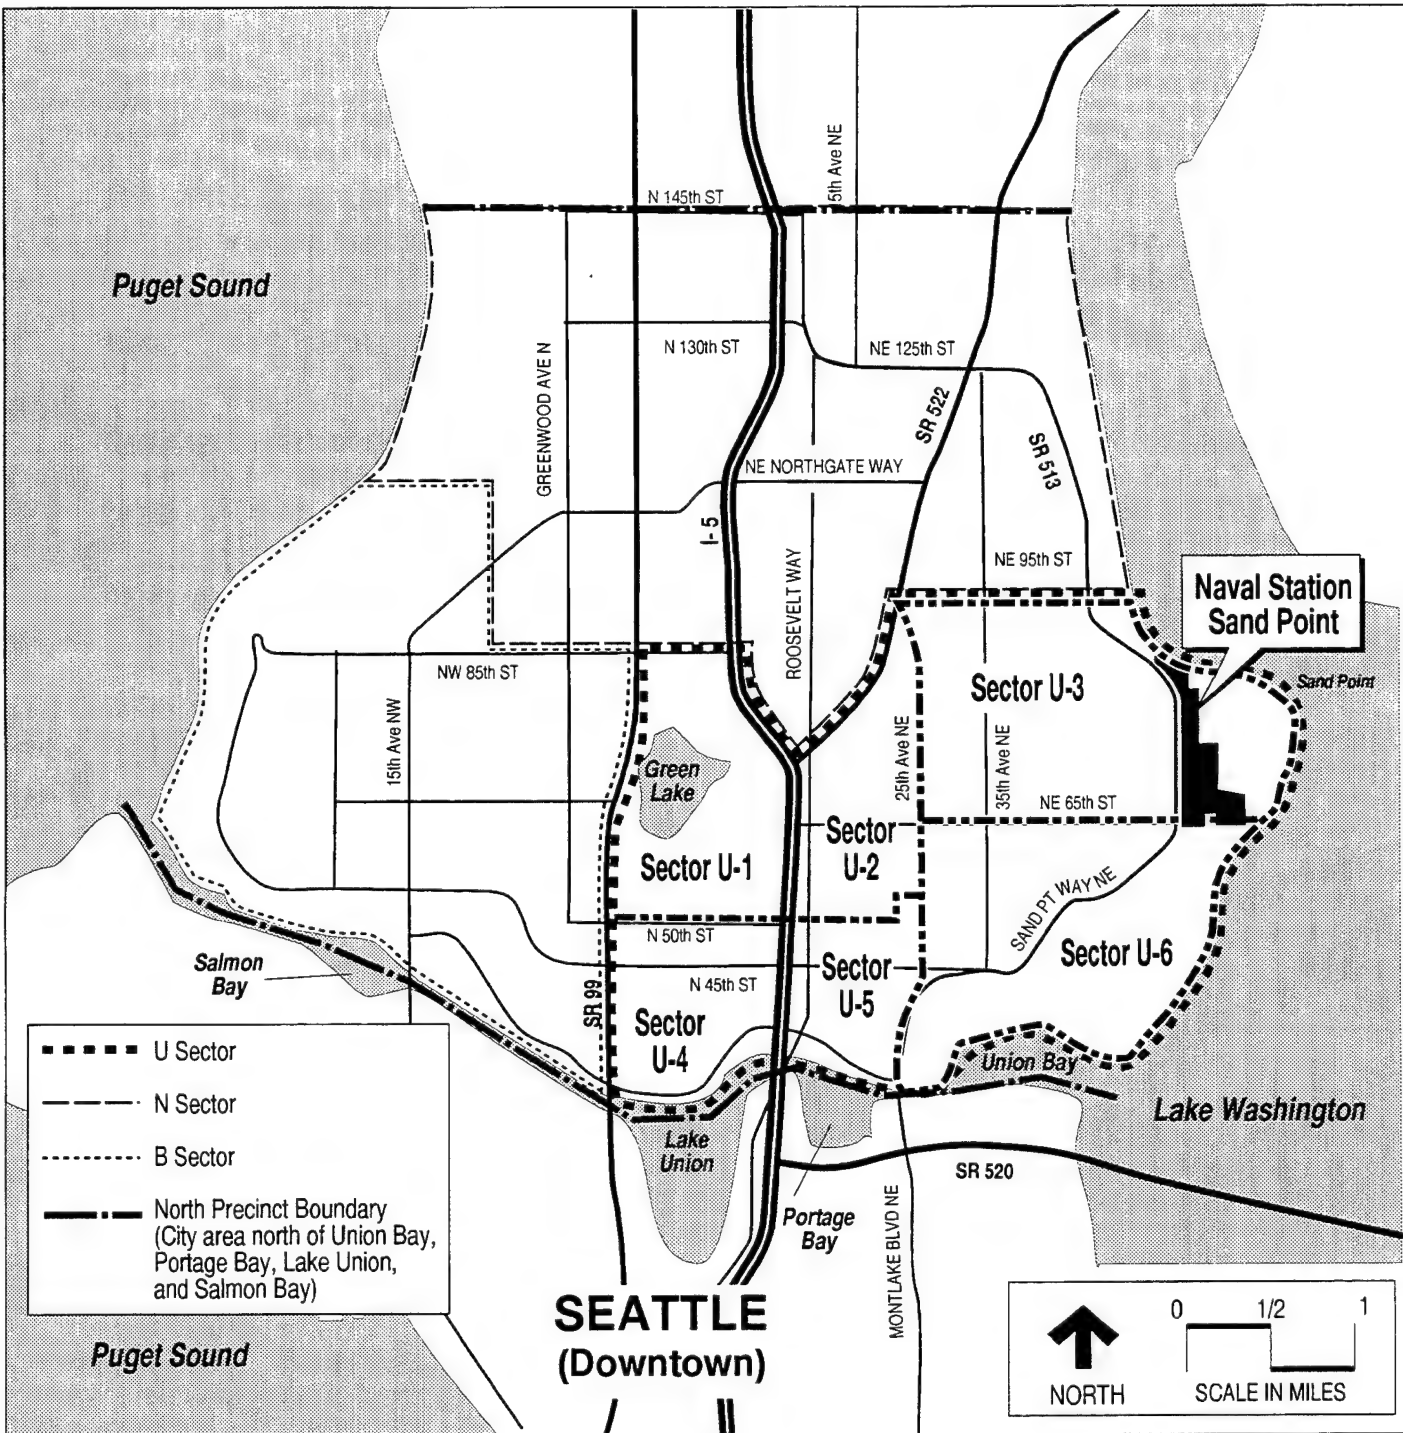 N 145th ST
5th Ave NE
Puget Sound
N 130th ST
NE 125th ST
GREENWOOD AVE N
SR 522
SR 513
NE NORTHGATE WAY
I- 5
ROOSEVELT WAY
NE 95th ST
Naval Station
Sand Point
NW 85th ST
Sector U-3
Sand Point
15th Ave NW
Green
Lake
25th Ave NE
35th Ave NE
NE 65th ST
Sector
U-2
Sector U-1
SAND PT WAY NE
N 50th ST
Sector U-6
Salmon
Bay
N 45th ST
Sector
U-5
SR 99
Sector
U-4
Union Bay
Lake Washington
Lake
Union
SR 520
Portage
Bay
MONTLAKE BLVD NE
U Sector
N Sector
B Sector
North Precinct Boundary
(City area north of Union Bay,
Portage Bay, Lake Union,
and Salmon Bay)
SEATTLE
(Downtown)
Puget Sound
NORTH
0 1/2 1
SCALE IN MILES